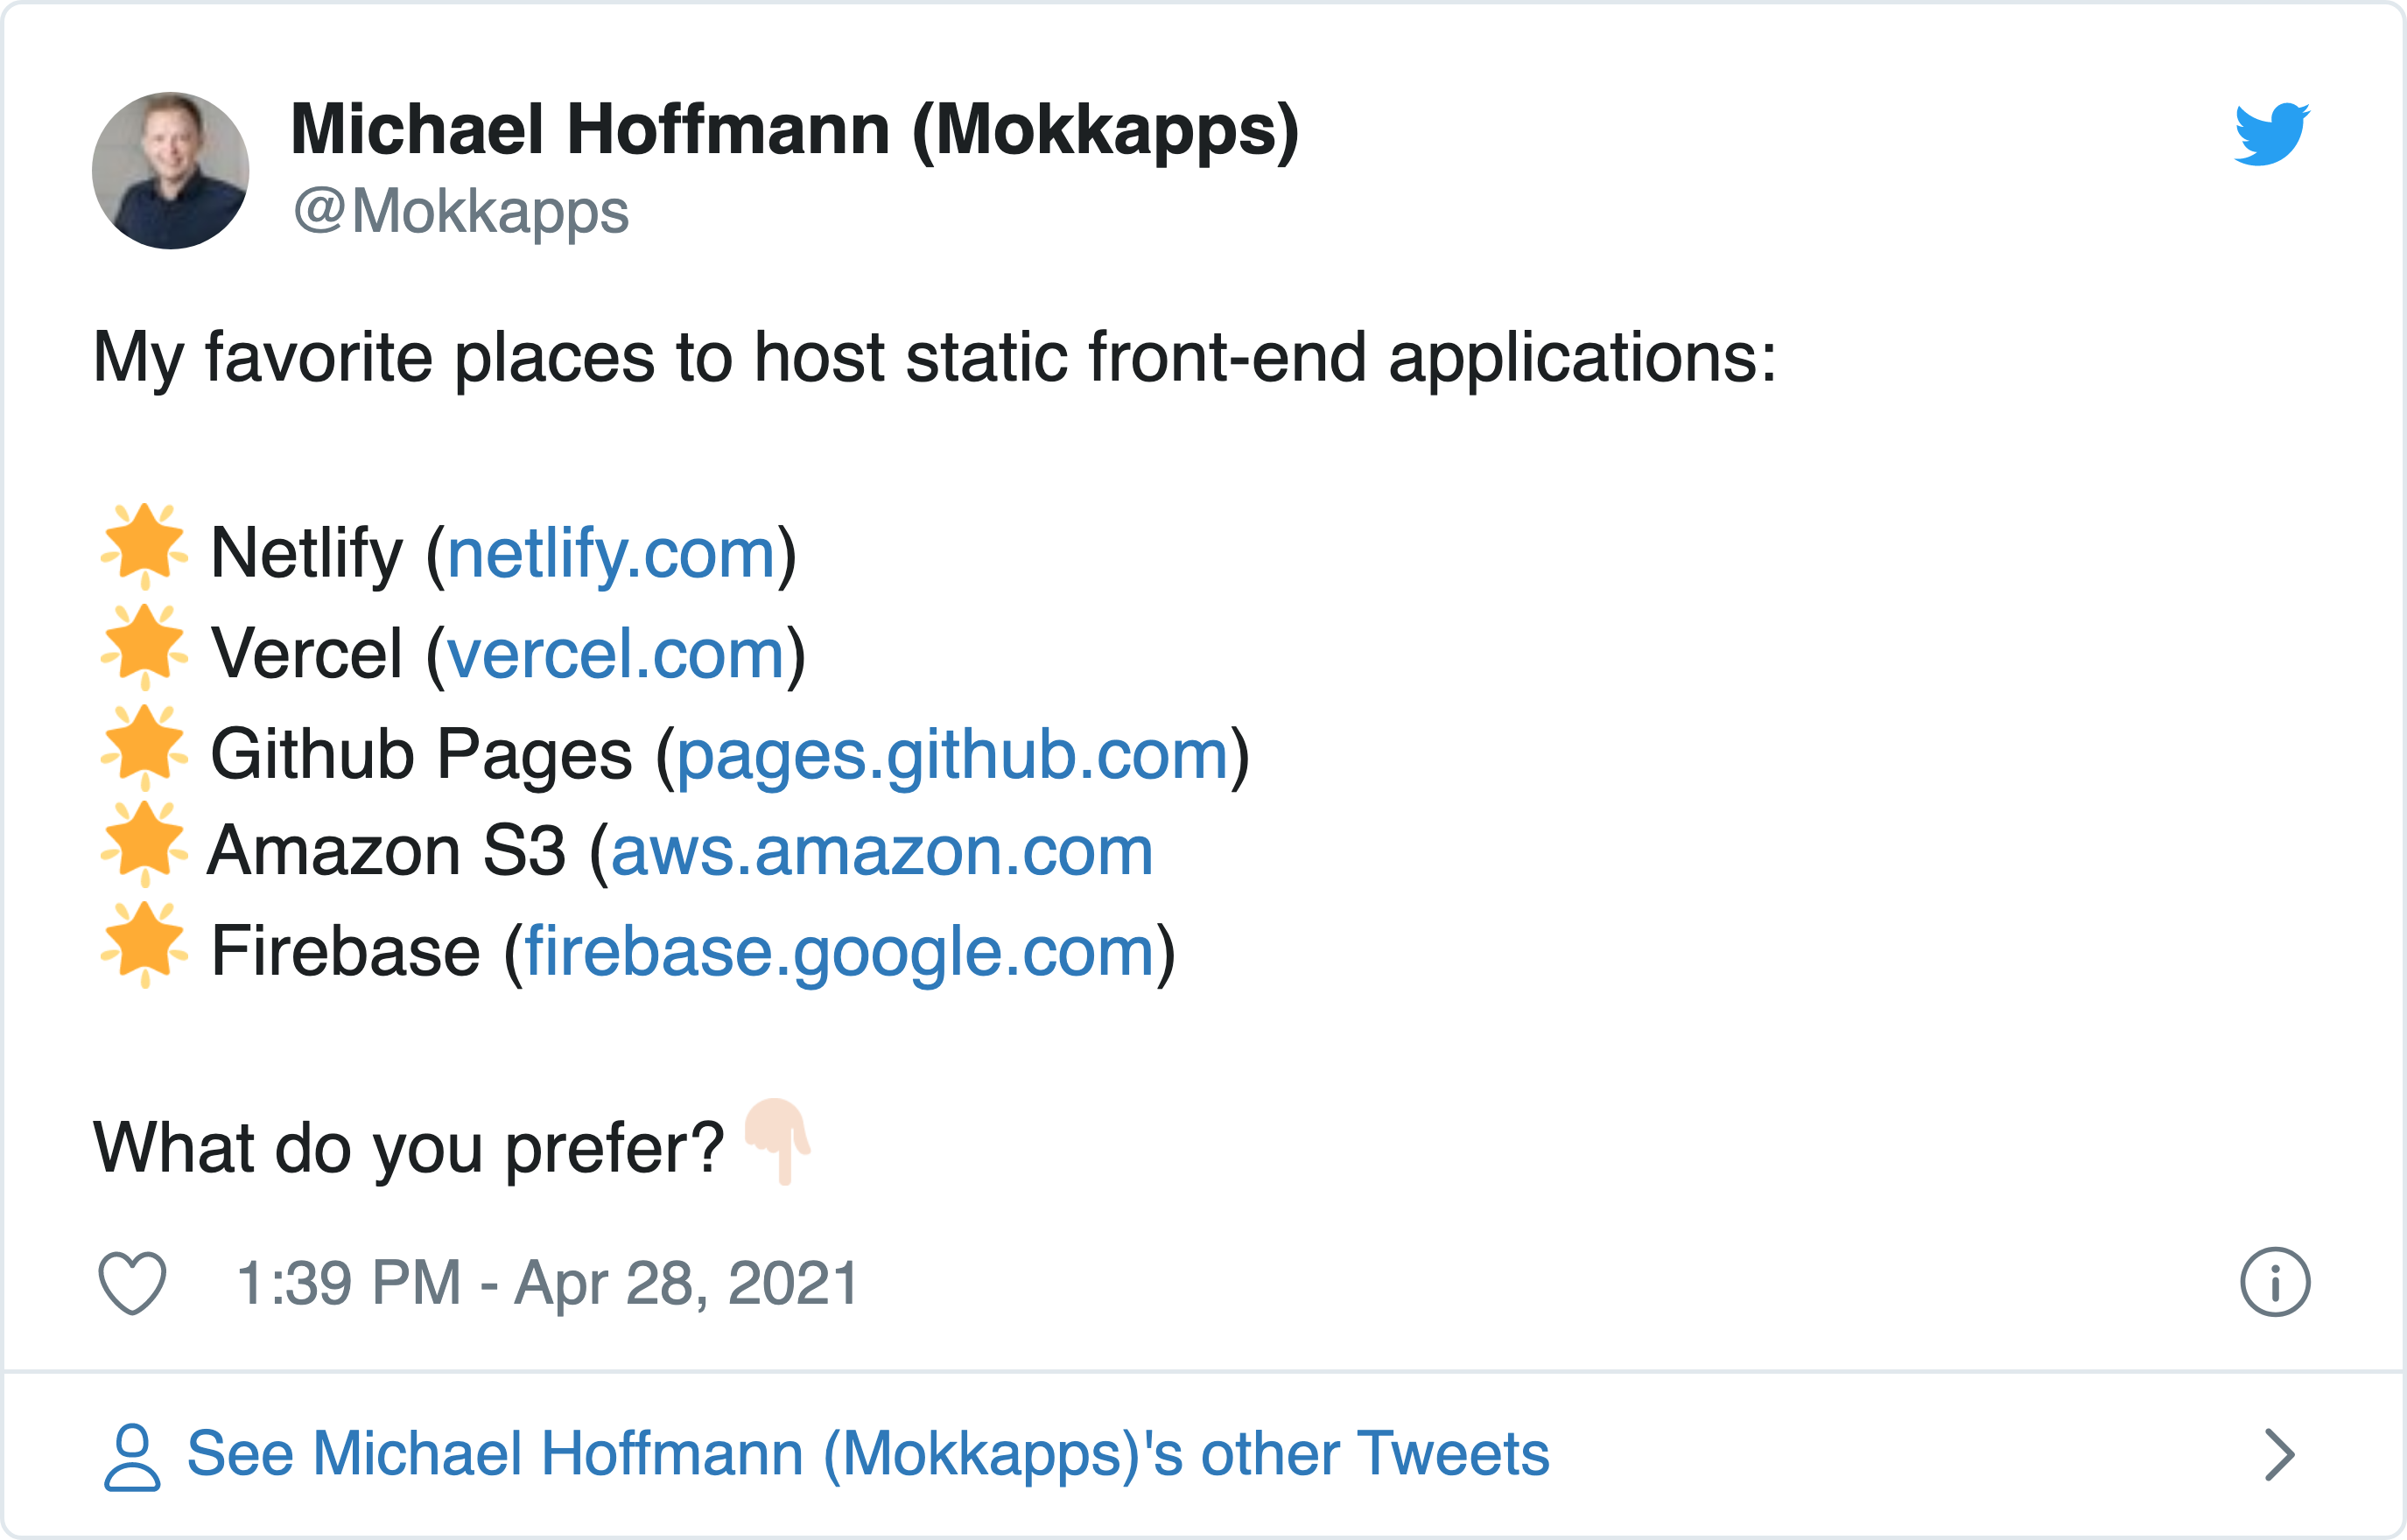 Michael Hoffmann (Mokkapps)
@Mokkapps
My favorite places to host static front-end applications:
🌟 Netlify (netlify.com)
🌟 Vercel (vercel.com)
🌟 Github Pages (pages.github.com)
🌟 Amazon S3 (aws.amazon.com
🌟 Firebase (firebase.google.com)
What do you prefer? 👇🏻
1:39 PM - Apr 28, 2021
See Michael Hoffmann (Mokkapps)'s other Tweets